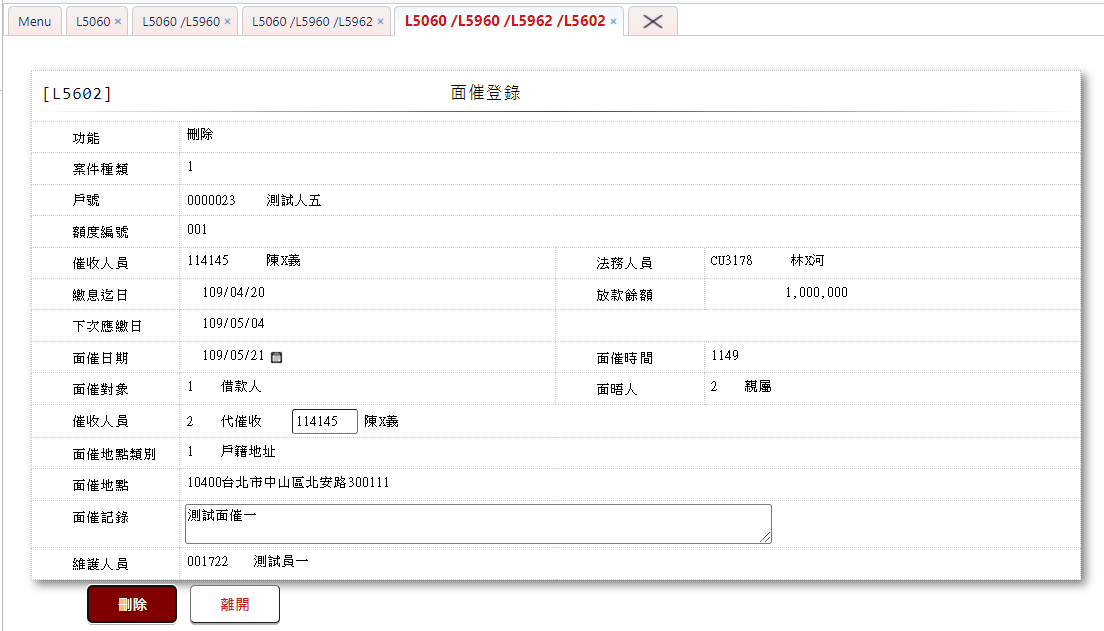 Menu L5060 × L5060 /L5960 × L5060 /L5960 /L5962 × L5060 /L5960 /L5962 /L5602 ×
[L5602] 面催登錄
功能 刪除
案件種類 1
戶號 0000023 測試人五
額度編號 001
催收人員 114145 陳X義 法務人員 CU3178 林X河
繳息迄日 109/04/20 放款餘額 1,000,000
下次應繳日 109/05/04
面催日期 109/05/21 面催時間 1149
面催對象 1 借款人 面晤人 2 親屬
催收人員 2 代催收 114145 陳X義
面催地點類別 1 戶籍地址
面催地點 10400台北市中山區北安路300111
面催記錄 測試面催一
維護人員 001722 測試員一
刪除 離開